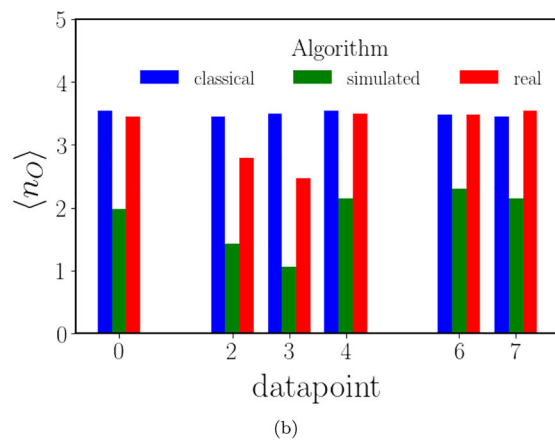 5
4
3
2
1
0
⟨n_O⟩
Algorithm
classical simulated real
0 2 3 4 6 7
datapoint
(b)